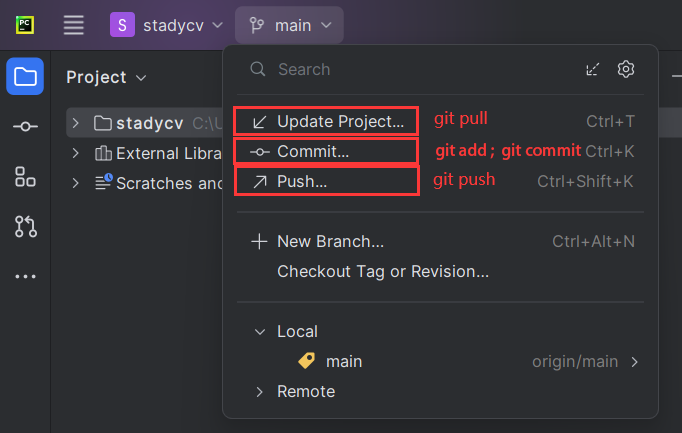 PC
S stadycv main
Search
Project
stadycv C:\U
Update Project... git pull Ctrl+T
External Libra
Commit... git add ; git commit Ctrl+K
Scratches and
Push... git push Ctrl+Shift+K
New Branch... Ctrl+Alt+N
Checkout Tag or Revision...
Local
main origin/main
Remote